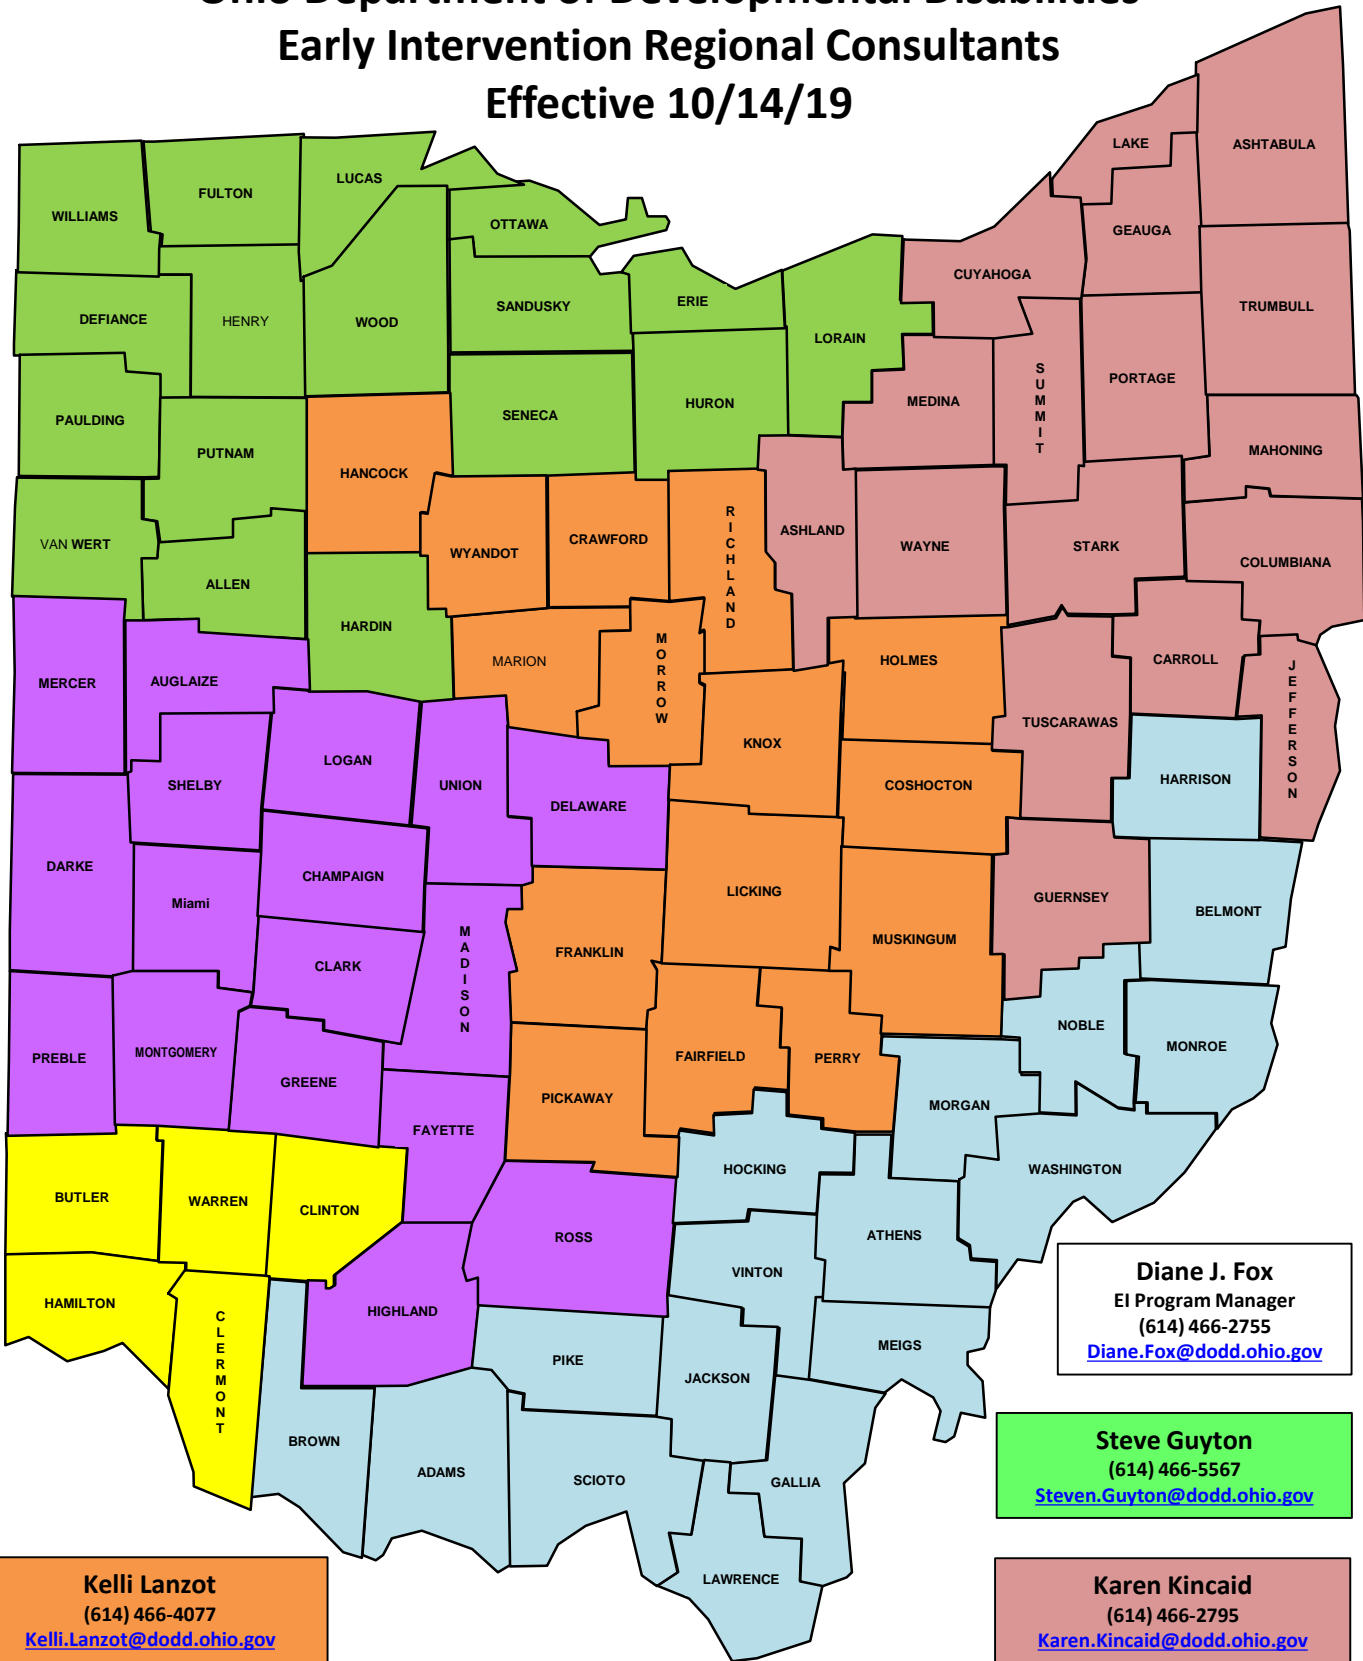 Ohio Department of Developmental Disabilities
Early Intervention Regional Consultants
Effective 10/14/19
LAKE
ASHTABULA
LUCAS
FULTON
WILLIAMS
OTTAWA
GEAUGA
CUYAHOGA
SANDUSKY
ERIE
TRUMBULL
DEFIANCE
HENRY
WOOD
LORAIN
SUMMIT
PORTAGE
MEDINA
HURON
SENECA
PAULDING
PUTNAM
MAHONING
HANCOCK
RICHLAND
ASHLAND
CRAWFORD
WYANDOT
WAYNE
STARK
VAN WERT
COLUMBIANA
ALLEN
HARDIN
MORROW
MARION
HOLMES
CARROLL
JEFFERSON
MERCER
AUGLAIZE
TUSCARAWAS
KNOX
LOGAN
SHELBY
UNION
COSHOCTON
HARRISON
DELAWARE
DARKE
CHAMPAIGN
LICKING
GUERNSEY
Miami
BELMONT
MADISON
MUSKINGUM
FRANKLIN
CLARK
NOBLE
MONROE
PREBLE
MONTGOMERY
FAIRFIELD
PERRY
GREENE
PICKAWAY
MORGAN
FAYETTE
HOCKING
WASHINGTON
BUTLER
WARREN
CLINTON
ROSS
ATHENS
VINTON
HAMILTON
HIGHLAND
CLERMONT
MEIGS
PIKE
JACKSON
BROWN
ADAMS
SCIOTO
GALLIA
LAWRENCE
Diane J. Fox
EI Program Manager
(614) 466-2755
Diane.Fox@dodd.ohio.gov
Steve Guyton
(614) 466-5567
Steven.Guyton@dodd.ohio.gov
Kelli Lanzot
(614) 466-4077
Kelli.Lanzot@dodd.ohio.gov
Karen Kincaid
(614) 466-2795
Karen.Kincaid@dodd.ohio.gov